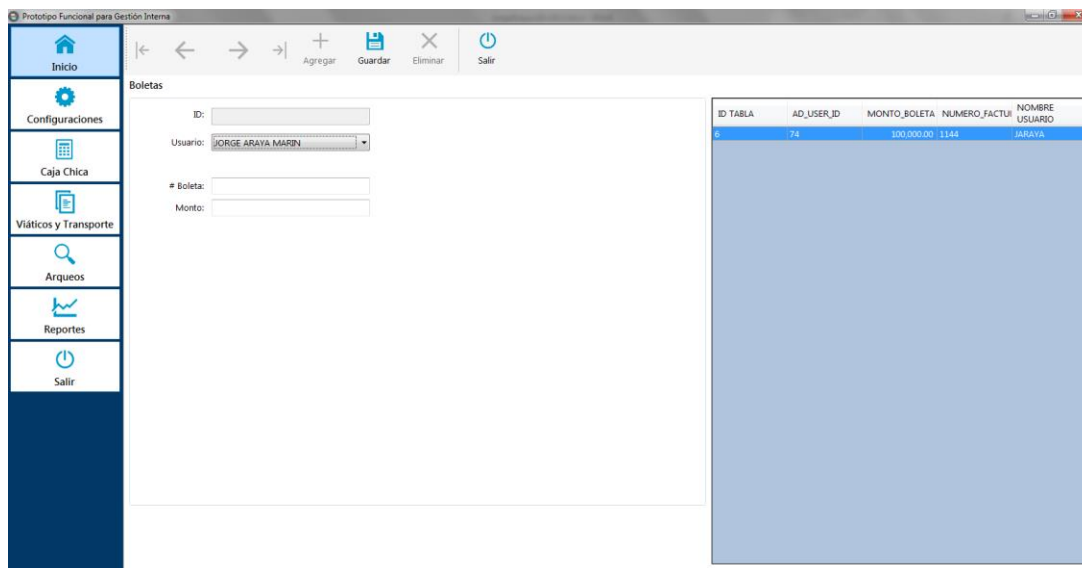 Prototipo Funcional para Gestión Interna
Inicio
Configuraciones
Caja Chica
Viáticos y Transporte
Arqueos
Reportes
Salir
Agregar
Guardar
Eliminar
Salir
Boletas
ID:
Usuario: JORGE ARAYA MARIN
# Boleta:
Monto:
ID TABLA AD_USER_ID MONTO_BOLETA NUMERO_FACTUI NOMBRE
USUARIO
6 74 100,000.00 1144 JARAYA